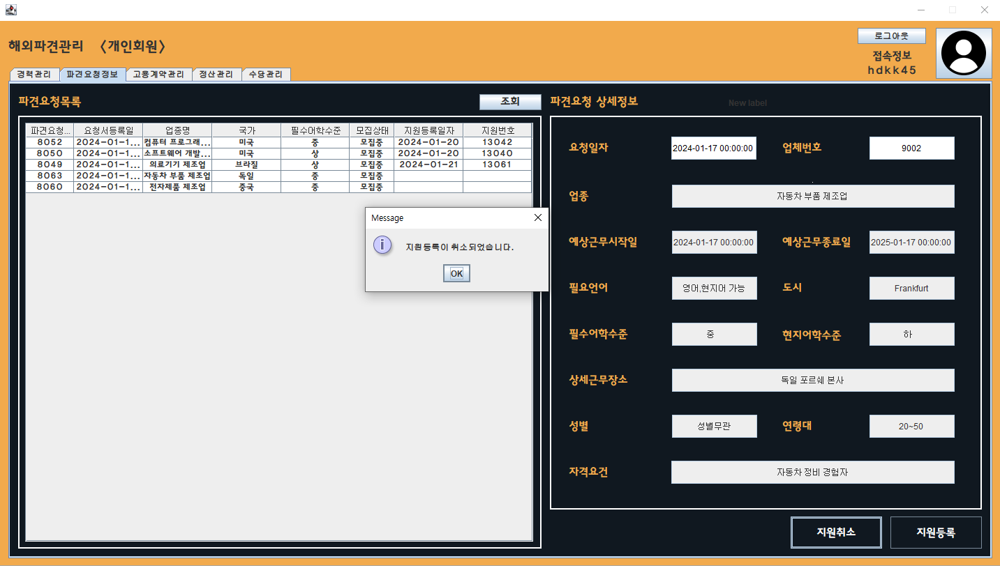 해외파견관리 〈개인회원〉
로그아웃
접속정보
hdkk45
경력관리 파견요청정보 고용계약관리 정산관리 수당관리
파견요청목록 조회
파견요청... 요청서등록일 업종명 국가 필수어학수준 모집상태 지원등록일자 지원번호
8052 2024-01-1... 컴퓨터 프로그래... 미국 중 모집중 2024-01-20 13042
8050 2024-01-1... 소프트웨어 개발... 미국 상 모집중 2024-01-20 13040
8049 2024-01-1... 의료기기 제조업 브라질 상 모집중 2024-01-21 13061
8063 2024-01-1... 자동차 부품 제조업 독일 중 모집중
8060 2024-01-1... 전자제품 제조업 중국 중 모집중
Message
지원등록이 취소되었습니다.
OK
파견요청 상세정보 New label
요청일자 2024-01-17 00:00:00 업체번호 9002
업종 자동차 부품 제조업
예상근무시작일 2024-01-17 00:00:00 예상근무종료일 2025-01-17 00:00:00
필요언어 영어,현지어 가능 도시 Frankfurt
필수어학수준 중 현지어학수준 하
상세근무장소 독일 포르쉐 본사
성별 성별무관 연령대 20~50
자격요건 자동차 정비 경험자
지원취소 지원등록